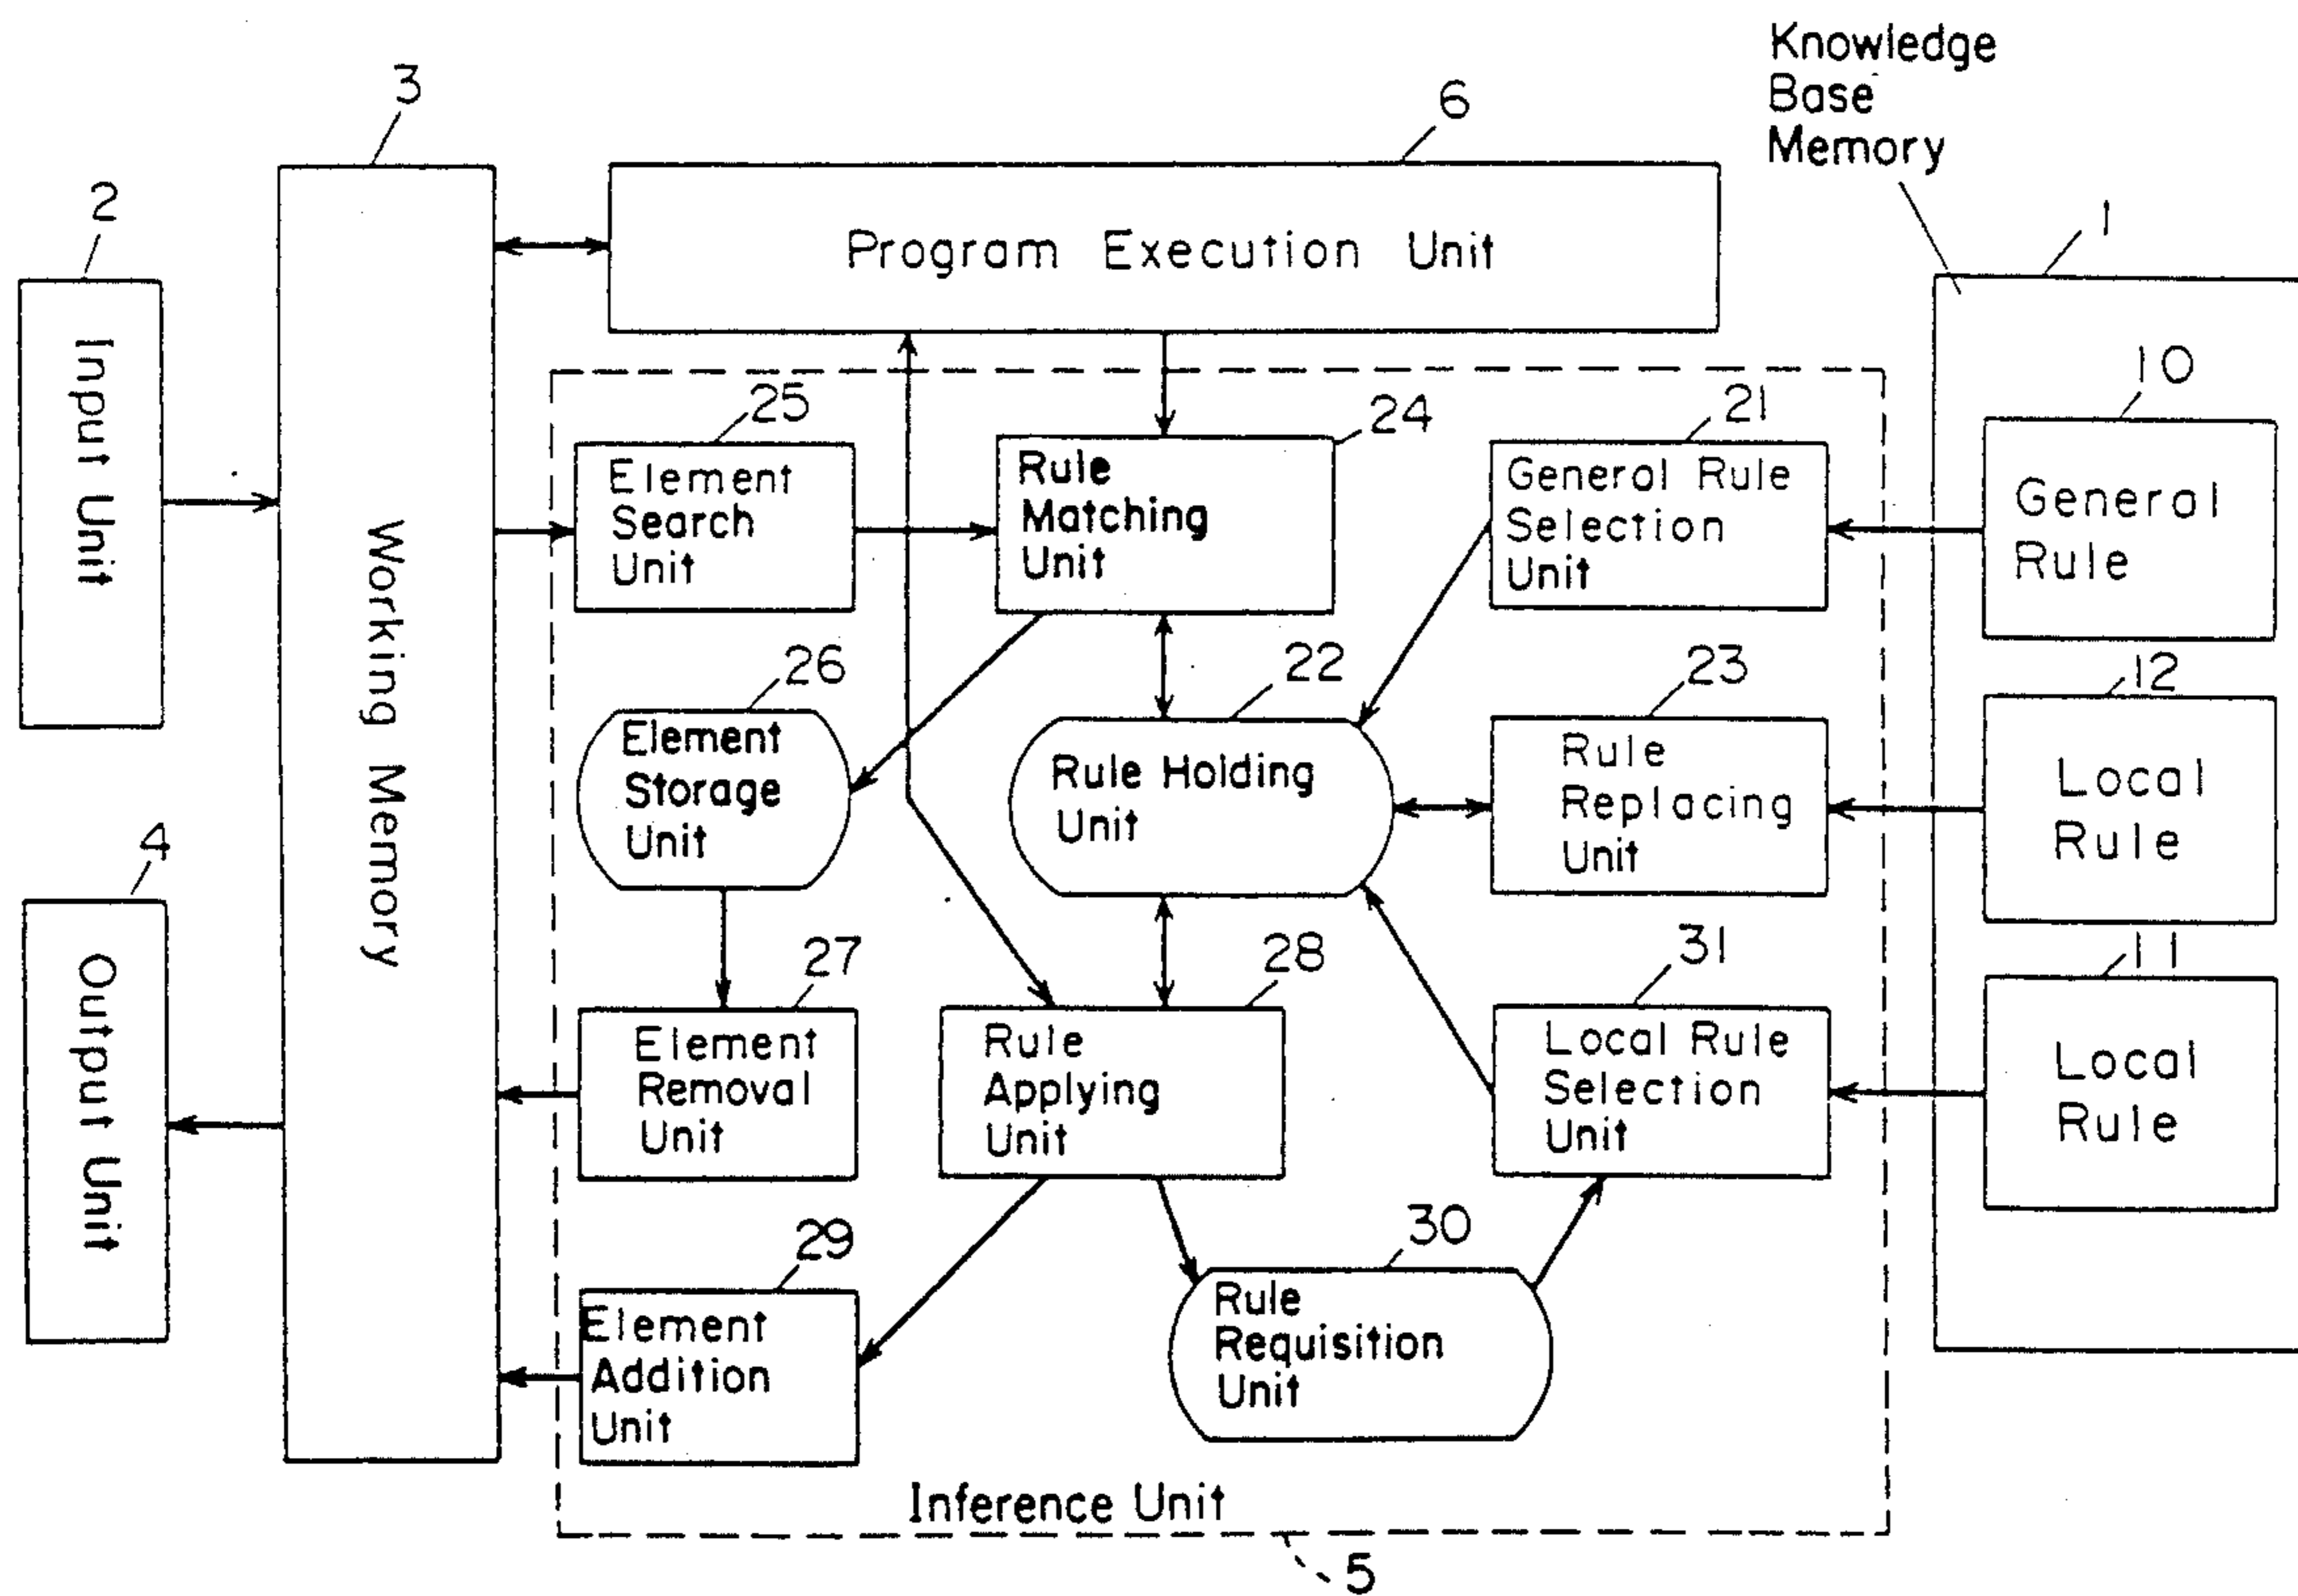 Knowledge
Base
Memory
3
6
2
1
Program Execution Unit
Input Unit
10
General
Rule
25
Element
Search
Unit
24
Rule
Matching
Unit
21
General Rule
Selection
Unit
Working Memory
12
Local
Rule
26
Element
Storage
Unit
22
Rule Holding
Unit
23
Rule
Replacing
Unit
4
Output Unit
11
Local
Rule
27
Element
Removal
Unit
28
Rule
Applying
Unit
31
Local Rule
Selection
Unit
29
Element
Addition
Unit
30
Rule
Requisition
Unit
Inference Unit
5